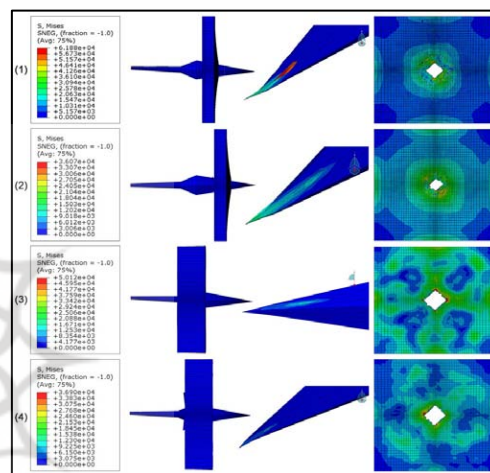 (1)
S, Mises
SNEG, (fraction = -1.0)
(Avg: 75%)
+6.188e+04
+5.673e+04
+5.157e+04
+4.641e+04
+4.126e+04
+3.610e+04
+3.094e+04
+2.578e+04
+2.063e+04
+1.547e+04
+1.031e+04
+5.157e+03
+0.000e+00
(2)
S, Mises
SNEG, (fraction = -1.0)
(Avg: 75%)
+3.607e+04
+3.307e+04
+3.006e+04
+2.705e+04
+2.405e+04
+2.104e+04
+1.804e+04
+1.503e+04
+1.202e+04
+9.018e+03
+6.012e+03
+3.006e+03
+0.000e+00
(3)
S, Mises
SNEG, (fraction = -1.0)
(Avg: 75%)
+5.012e+04
+4.595e+04
+4.177e+04
+3.759e+04
+3.342e+04
+2.924e+04
+2.506e+04
+2.088e+04
+1.671e+04
+1.253e+04
+8.354e+03
+4.177e+03
+0.000e+00
(4)
S, Mises
SNEG, (fraction = -1.0)
(Avg: 75%)
+3.690e+04
+3.383e+04
+3.075e+04
+2.768e+04
+2.460e+04
+2.153e+04
+1.845e+04
+1.538e+04
+1.230e+04
+9.225e+03
+6.150e+03
+3.075e+03
+0.000e+00